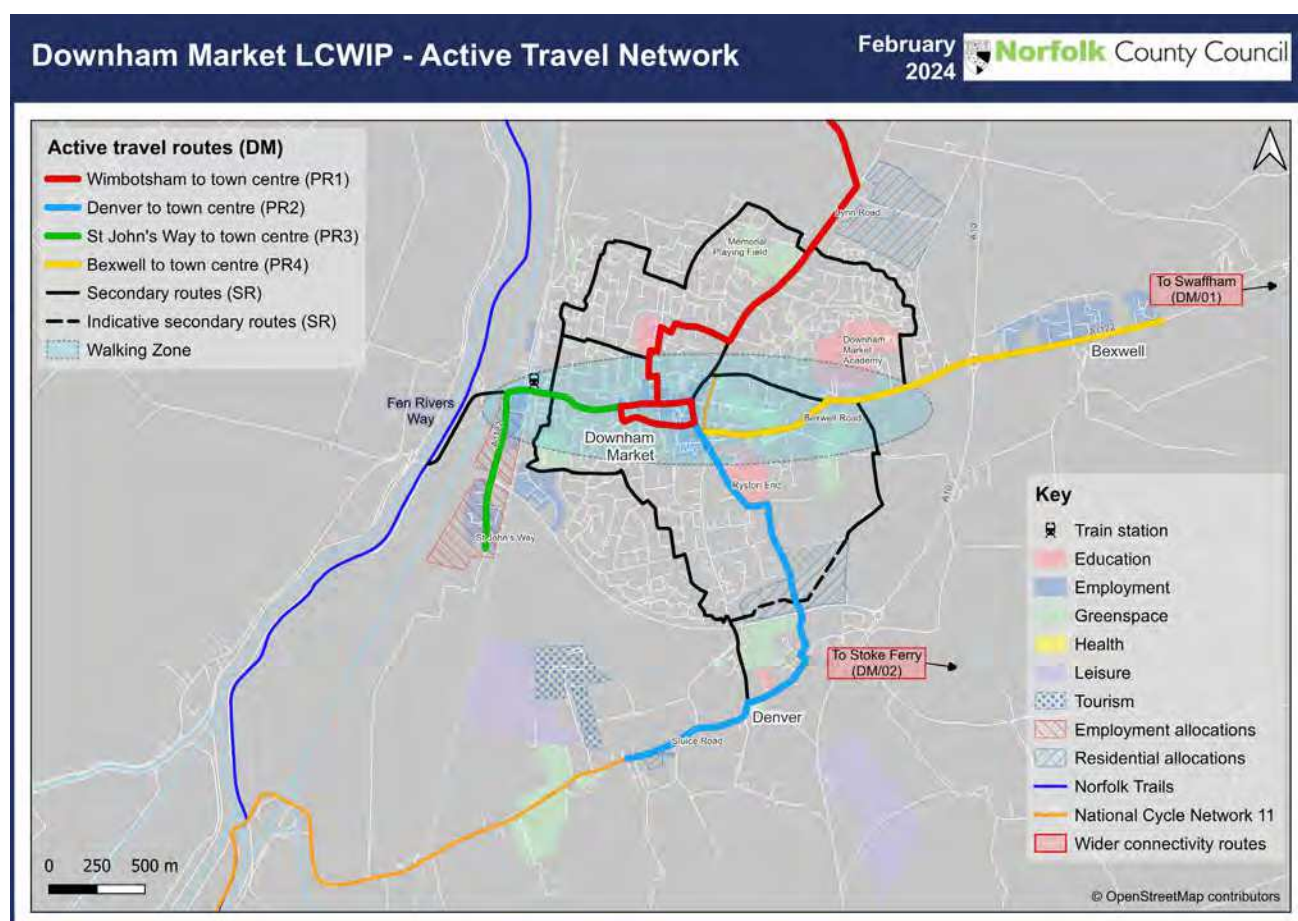 Downham Market LCWIP - Active Travel Network
February
2024
Norfolk County Council
Active travel routes (DM)
Wimbotsham to town centre (PR1)
Denver to town centre (PR2)
St John's Way to town centre (PR3)
Bexwell to town centre (PR4)
Secondary routes (SR)
Indicative secondary routes (SR)
Walking Zone
Lynn Road
Memorial
Playing Field
A10
To Swaffham
(DM/01)
A1122
Bexwell
Downham
Market
Academy
Fen Rivers
Way
Bexwell Road
Downham
Market
Ryston End
A10
St John's Way
To Stoke Ferry
(DM/02)
Denver
Sluice Road
Key
Train station
Education
Employment
Greenspace
Health
Leisure
Tourism
Employment allocations
Residential allocations
Norfolk Trails
National Cycle Network 11
Wider connectivity routes
0 250 500 m
© OpenStreetMap contributors